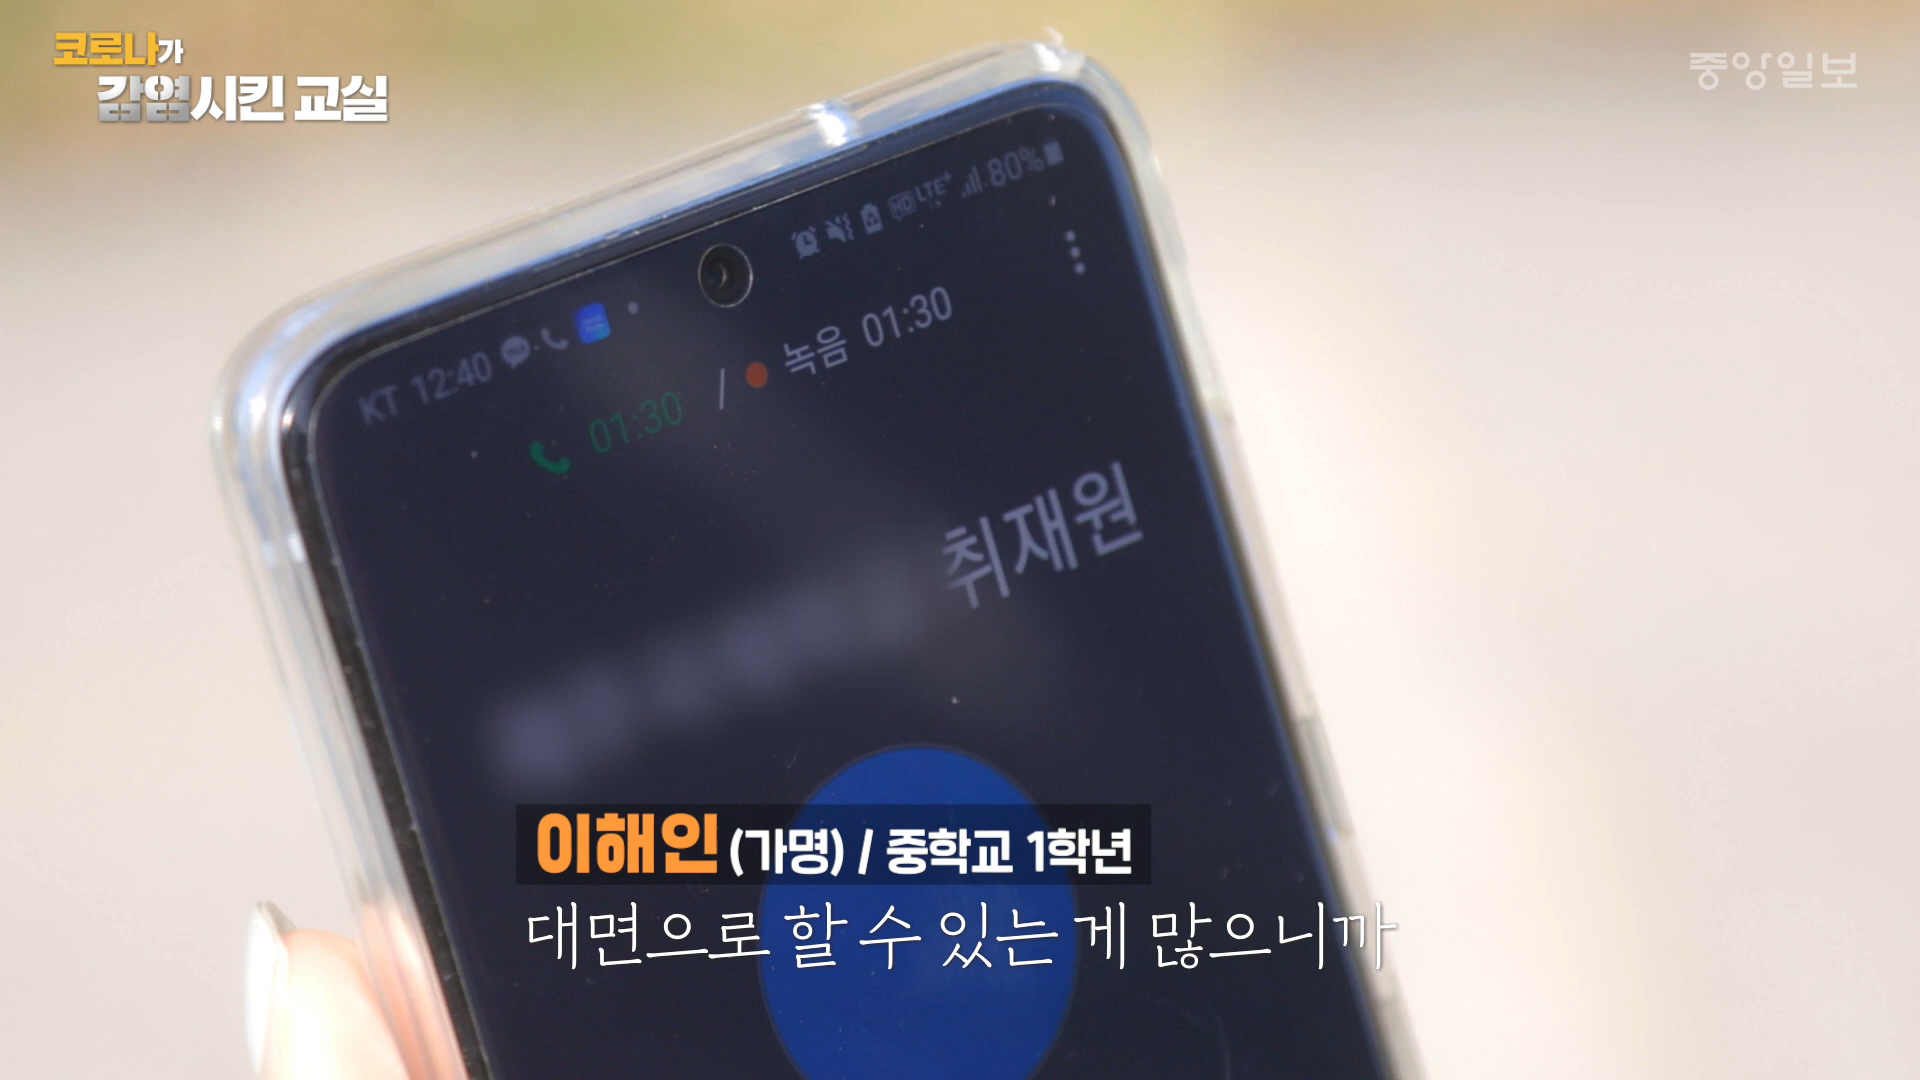 코로나가
감염시킨 교실
중앙일보
KT 12:40
HD LTE+ 80%
01:30 / 녹음 01:30
취재원
이해인 (가명) / 중학교 1학년
대면으로 할 수 있는 게 많으니까